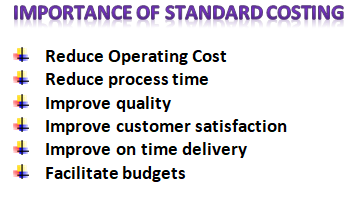 IMPORTANCE OF STANDARD COSTING
Reduce Operating Cost
Reduce process time
Improve quality
Improve customer satisfaction
Improve on time delivery
Facilitate budgets